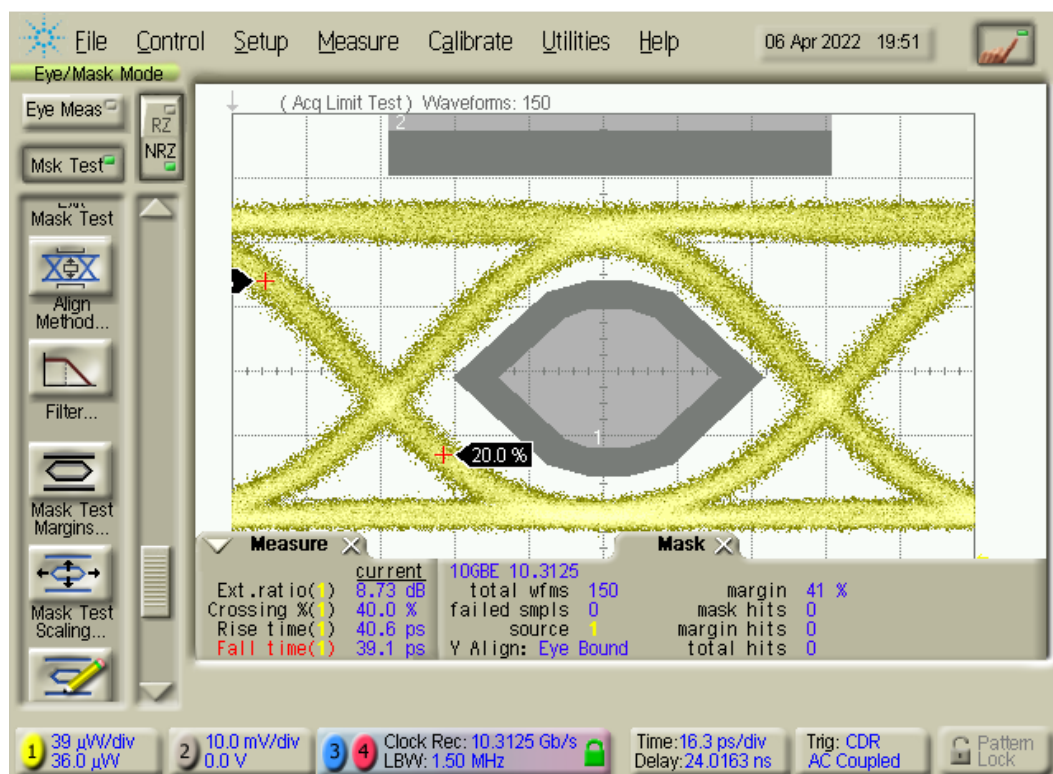 File Control Setup Measure Calibrate Utilities Help 06 Apr 2022 19:51
Eye/Mask Mode
Eye Meas
RZ
NRZ
Msk Test
Mask Test
Align
Method...
Filter...
Mask Test
Margins...
Mask Test
Scaling...
( Acq Limit Test ) Waveforms: 150
2
1
20.0 %
Measure
current
Ext.ratio(1) 8.73 dB
Crossing %(1) 40.0 %
Rise time(1) 40.6 ps
Fall time(1) 39.1 ps
Mask
10GBE 10.3125
total wfms 150 margin 41 %
failed smpls 0 mask hits 0
source 1 margin hits 0
Y Align: Eye Bound total hits 0
1 39 µW/div
36.0 µW
2 10.0 mV/div
0.0 V
3 4 Clock Rec: 10.3125 Gb/s
LBW: 1.50 MHz
Time:16.3 ps/div
Delay:24.0163 ns
Trig: CDR
AC Coupled
Pattern
Lock